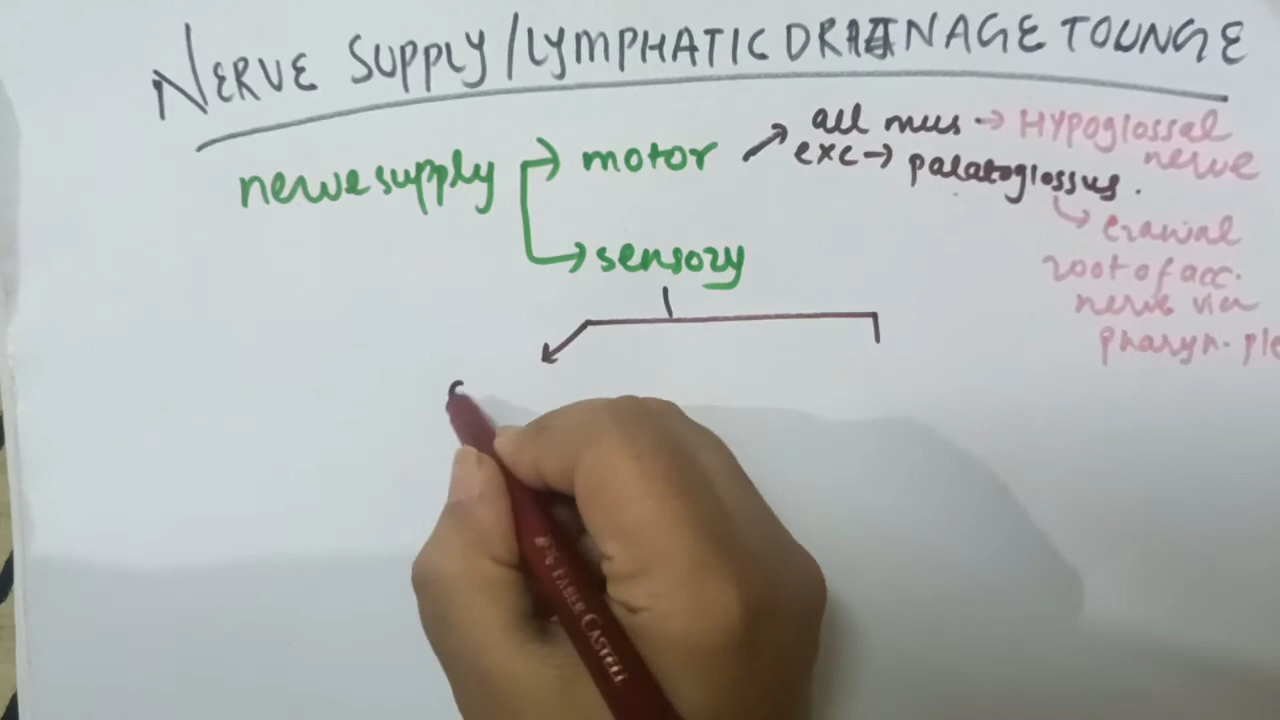 NERVE SUPPLY/LYMPHATIC DRAINAGE TOUNGE
nerve supply → motor ↗ all mus → Hypoglossal nerve
exc → palatoglossus.
→ sensory
cranial
root of acc.
nerve via
pharyn. ple
FABER CASTELL